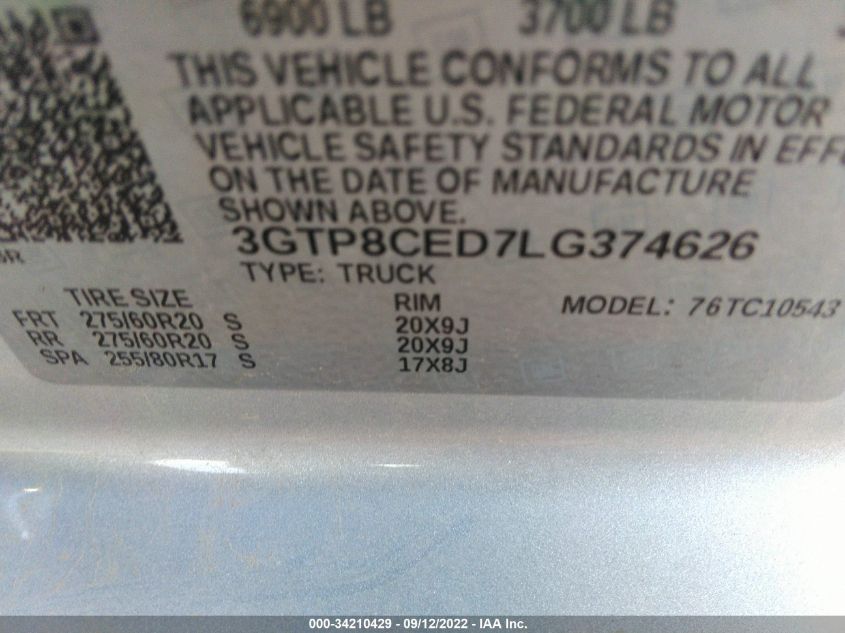 6900 LB 3700 LB
THIS VEHICLE CONFORMS TO ALL
APPLICABLE U.S. FEDERAL MOTOR
VEHICLE SAFETY STANDARDS IN EFF
ON THE DATE OF MANUFACTURE
SHOWN ABOVE.
3GTP8CED7LG374626
TYPE: TRUCK
TIRE SIZE RIM MODEL: 76TC10543
FRT 275/60R20 S 20X9J
RR 275/60R20 S 20X9J
SPA 255/80R17 S 17X8J
000-34210429 - 09/12/2022 - IAA Inc.